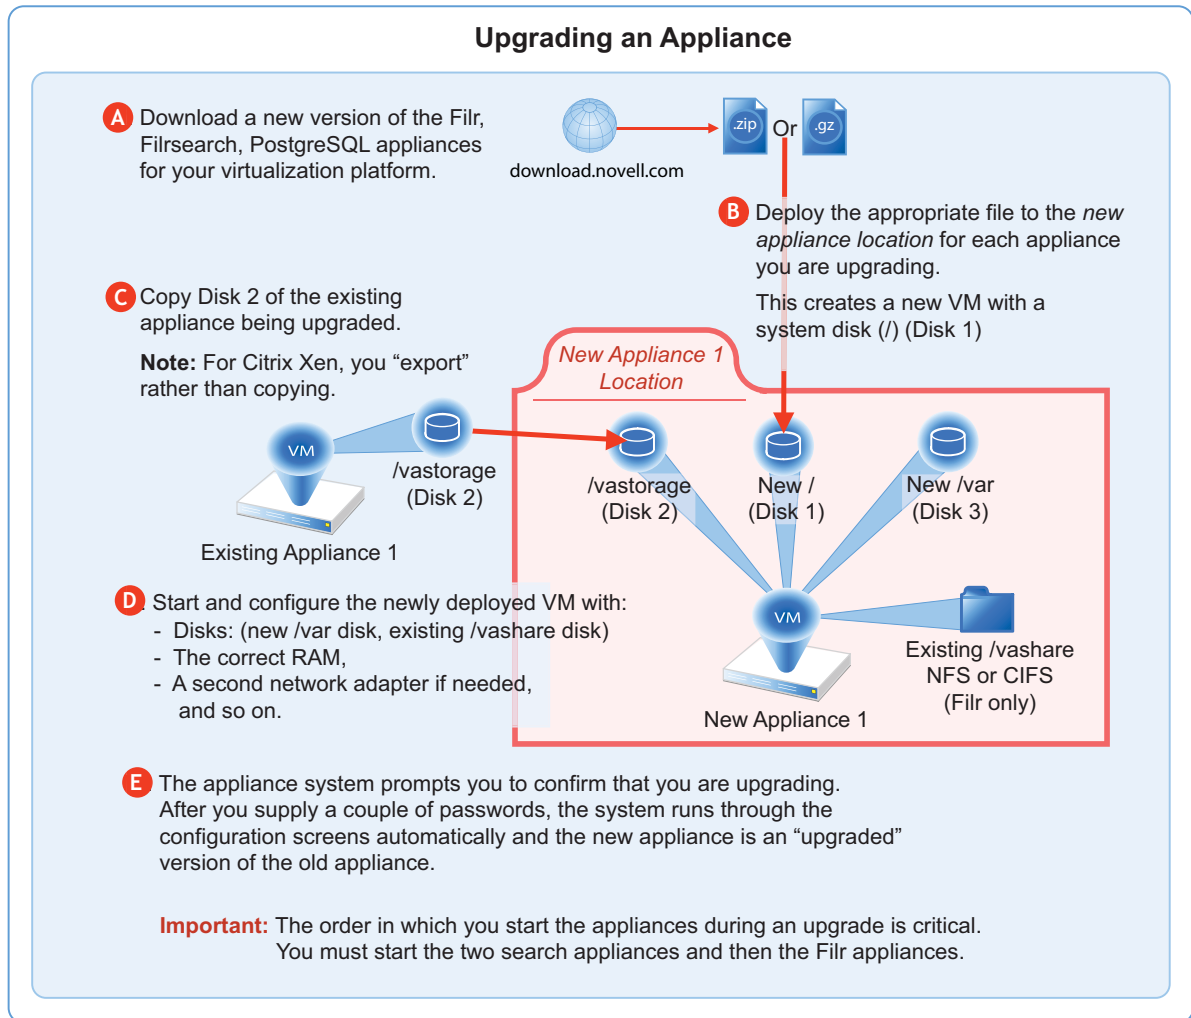 Upgrading an Appliance
A Download a new version of the Filr,
Filrsearch, PostgreSQL appliances
for your virtualization platform.
download.novell.com
.zip Or .gz
B Deploy the appropriate file to the new
appliance location for each appliance
you are upgrading.
This creates a new VM with a
system disk (/) (Disk 1)
C Copy Disk 2 of the existing
appliance being upgraded.
Note: For Citrix Xen, you “export”
rather than copying.
New Appliance 1
Location
VM
/vastorage
(Disk 2)
Existing Appliance 1
/vastorage
(Disk 2)
New /
(Disk 1)
New /var
(Disk 3)
VM
New Appliance 1
Existing /vashare
NFS or CIFS
(Filr only)
D. Start and configure the newly deployed VM with:
- Disks: (new /var disk, existing /vashare disk)
- The correct RAM,
- A second network adapter if needed,
and so on.
E The appliance system prompts you to confirm that you are upgrading.
After you supply a couple of passwords, the system runs through the
configuration screens automatically and the new appliance is an “upgraded”
version of the old appliance.
Important: The order in which you start the appliances during an upgrade is critical.
You must start the two search appliances and then the Filr appliances.